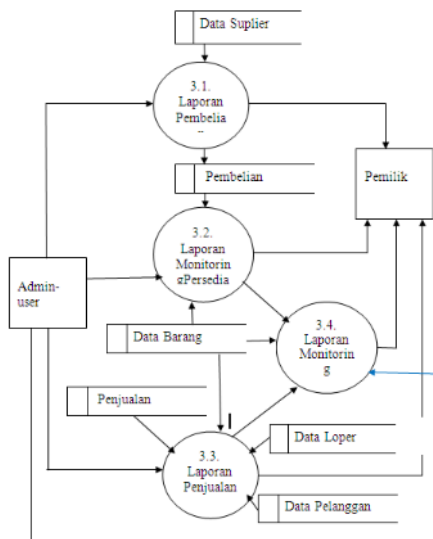 Data Suplier
3.1.
Laporan
Pembelia
Pembelian
Pemilik
3.2.
Laporan
Monitorin
gPersedia
Admin-
user
Data Barang
3.4.
Laporan
Monitorin
g
Penjualan
Data Loper
3.3.
Laporan
Penjualan
Data Pelanggan